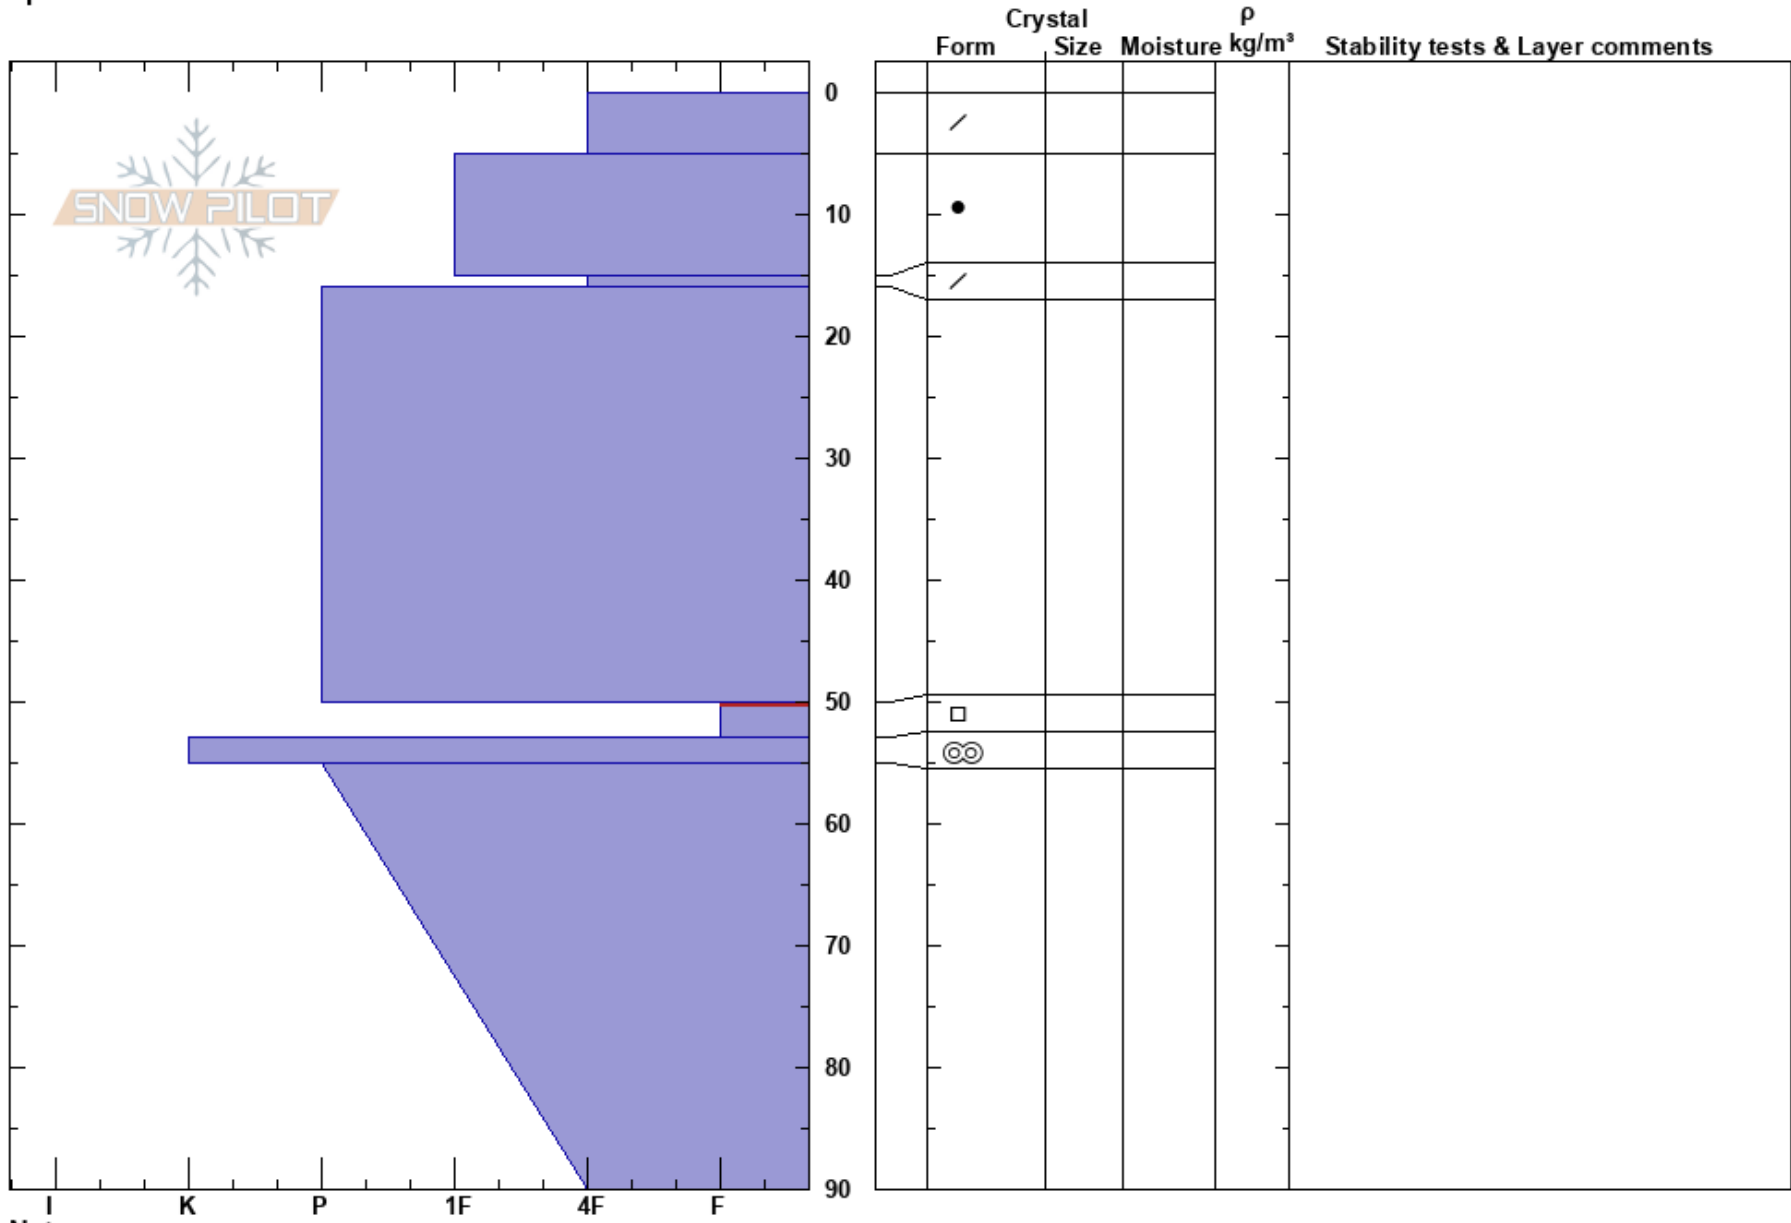 Crystal ρ
Form Size Moisture kg/m³ Stability tests & Layer comments
0
SNOW PILOT
10
20
30
40
50
60
70
80
90
I K P 1F 4F F